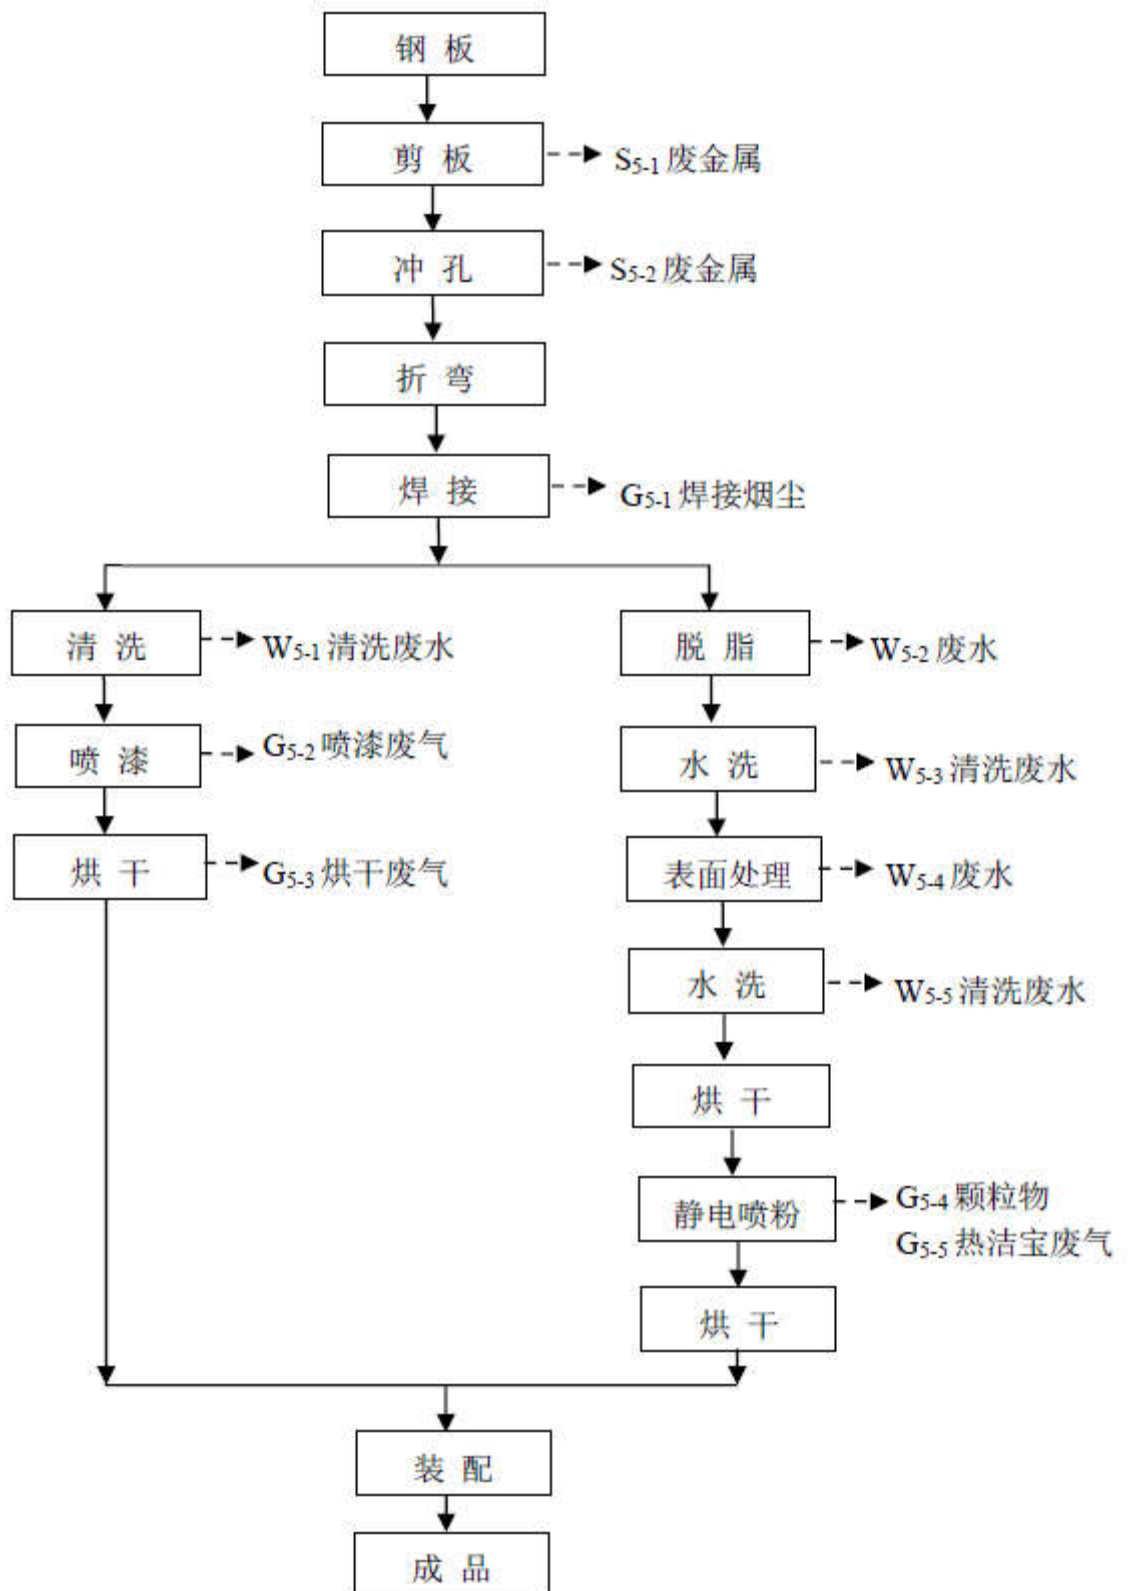 钢 板
剪 板
S5-1 废金属
冲 孔
S5-2 废金属
折 弯
焊 接
G5-1 焊接烟尘
清 洗
W5-1 清洗废水
喷 漆
G5-2 喷漆废气
烘 干
G5-3 烘干废气
脱 脂
W5-2 废水
水 洗
W5-3 清洗废水
表面处理
W5-4 废水
水 洗
W5-5 清洗废水
烘 干
静电喷粉
G5-4 颗粒物
G5-5 热洁宝废气
烘 干
装 配
成 品